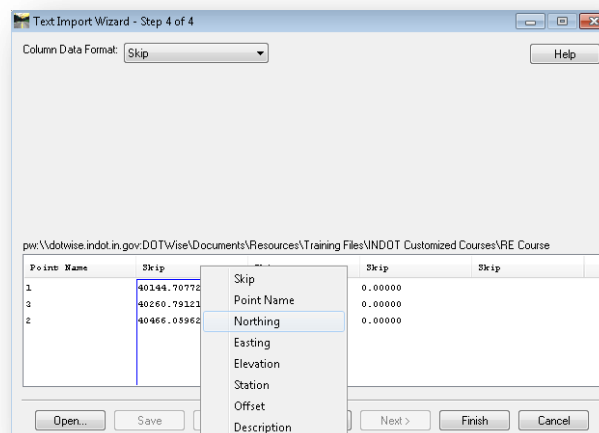 Text Import Wizard - Step 4 of 4
Column Data Format: Skip
Help
pw:\\dotwise.indot.in.gov:DOTWise\Documents\Resources\Training Files\INDOT Customized Courses\RE Course
Point Name Skip Skip Skip
1 40144.70772 0.00000
3 40260.79121 0.00000
2 40466.05962 0.00000
Skip
Point Name
Northing
Easting
Elevation
Station
Offset
Description
Open... Save Next > Finish Cancel